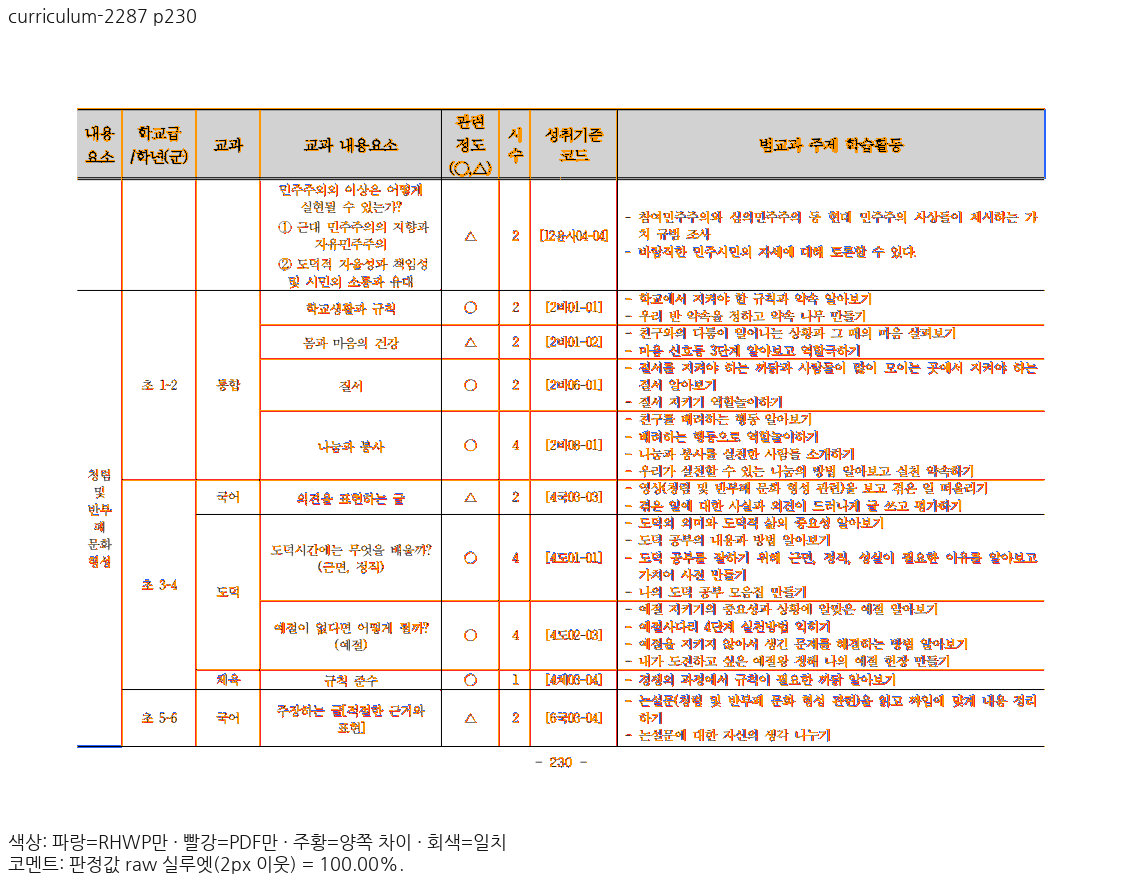 curriculum-2287 p230
내용 요소
학교급 /학년(군)
교과
교과 내용요소
관련 정도 (○,△)
시수
성취기준 코드
범교과 주제 학습활동
민주주의의 이상은 어떻게 실현될 수 있는가?
① 근대 민주주의의 지향과 자유민주주의
② 도덕적 자율성과 책임성 및 시민의 소통과 유대
△
2
[12윤사04-04]
- 참여민주주의와 심의민주주의 등 현대 민주주의 사상들이 제시하는 가치 규범 조사
- 바람직한 민주시민의 자세에 대해 토론할 수 있다.
청렴 및 반부패 문화 형성
초 1-2
통합
학교생활과 규칙
○
2
[2바01-01]
- 학교에서 지켜야 할 규칙과 약속 알아보기
- 우리 반 약속을 정하고 약속 나무 만들기
몸과 마음의 건강
△
2
[2바01-02]
- 친구와의 다툼이 일어나는 상황과 그 때의 마음 살펴보기
- 마음 신호등 3단계 알아보고 역할극하기
질서
○
2
[2바06-01]
- 질서를 지켜야 하는 까닭과 사람들이 많이 모이는 곳에서 지켜야 하는 질서 알아보기
- 질서 지키기 역할놀이하기
나눔과 봉사
○
4
[2바08-01]
- 친구를 배려하는 행동 알아보기
- 배려하는 행동으로 역할놀이하기
- 나눔과 봉사를 실천한 사람들 소개하기
- 우리가 실천할 수 있는 나눔의 방법 알아보고 실천 약속하기
초 3-4
국어
의견을 표현하는 글
△
2
[4국03-03]
- 영상(청렴 및 반부패 문화 형성 관련)을 보고 겪은 일 떠올리기
- 겪은 일에 대한 사실과 의견이 드러나게 글 쓰고 평가하기
도덕
도덕시간에는 무엇을 배울까? (근면, 정직)
○
4
[4도01-01]
- 도덕의 의미와 도덕적 삶의 중요성 알아보기
- 도덕 공부의 내용과 방법 알아보기
- 도덕 공부를 잘하기 위해 근면, 정직, 성실이 필요한 이유를 알아보고 가치어 사전 만들기
- 나의 도덕 공부 모음집 만들기
예절이 없다면 어떻게 될까? (예절)
○
4
[4도02-03]
- 예절 지키기의 중요성과 상황에 알맞은 예절 알아보기
- 예절사다리 4단계 실천방법 익히기
- 예절을 지키지 않아서 생긴 문제를 해결하는 방법 알아보기
- 내가 도전하고 싶은 예절왕 정해 나의 예절 헌장 만들기
체육
규칙 준수
○
1
[4체03-04]
- 경쟁의 과정에서 규칙이 필요한 까닭 알아보기
초 5-6
국어
주장하는 글[적절한 근거와 표현]
△
2
[6국03-04]
- 논설문(청렴 및 반부패 문화 형성 관련)을 읽고 짜임에 맞게 내용 정리하기
- 논설문에 대한 자신의 생각 나누기
- 230 -
색상: 파랑=RHWP만 · 빨강=PDF만 · 주황=양쪽 차이 · 회색=일치
코멘트: 판정값 raw 실루엣(2px 이웃) = 100.00%.